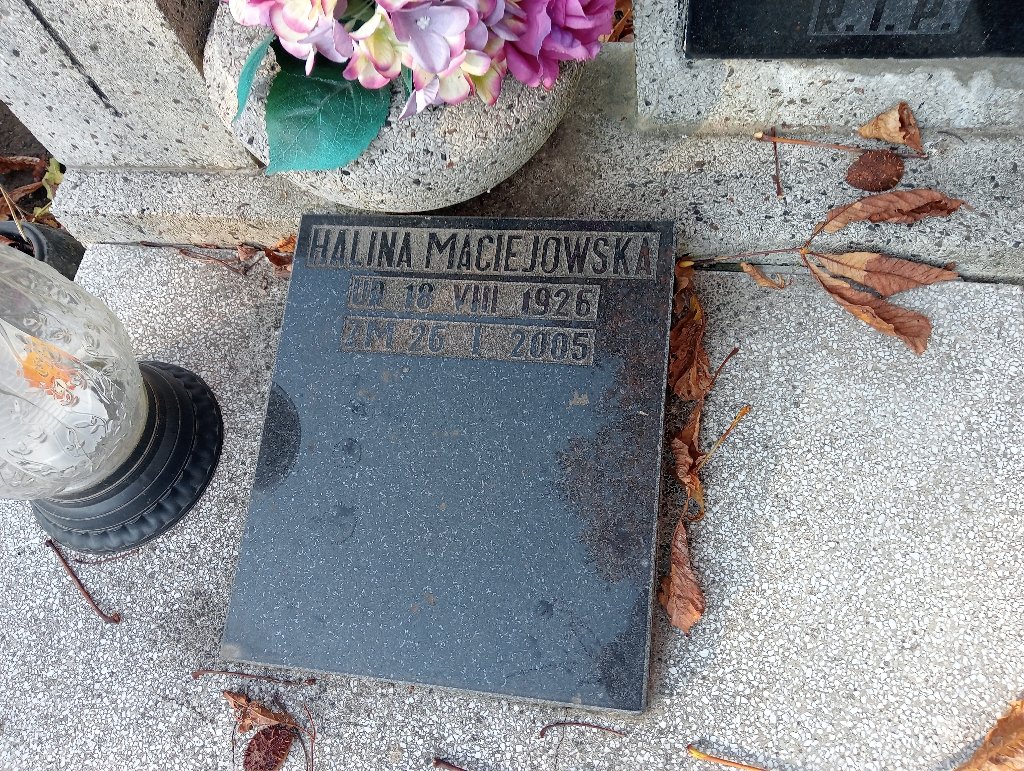 R.I.P.
HALINA MACIEJOWSKA
UR 18 VIII 1926
ZM 26 I 2005